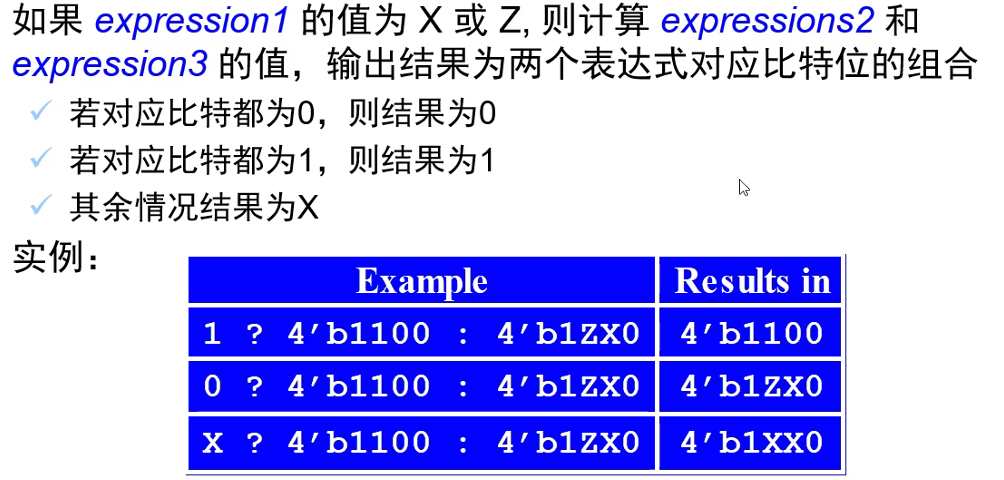 如果 expression1 的值为 X 或 Z, 则计算 expressions2 和
expression3 的值，输出结果为两个表达式对应比特位的组合
✓ 若对应比特都为0，则结果为0
✓ 若对应比特都为1，则结果为1
✓ 其余情况结果为X
实例：
Example Results in
1 ? 4′b1100 : 4′b1ZX0 4′b1100
0 ? 4′b1100 : 4′b1ZX0 4′b1ZX0
X ? 4′b1100 : 4′b1ZX0 4′b1XX0